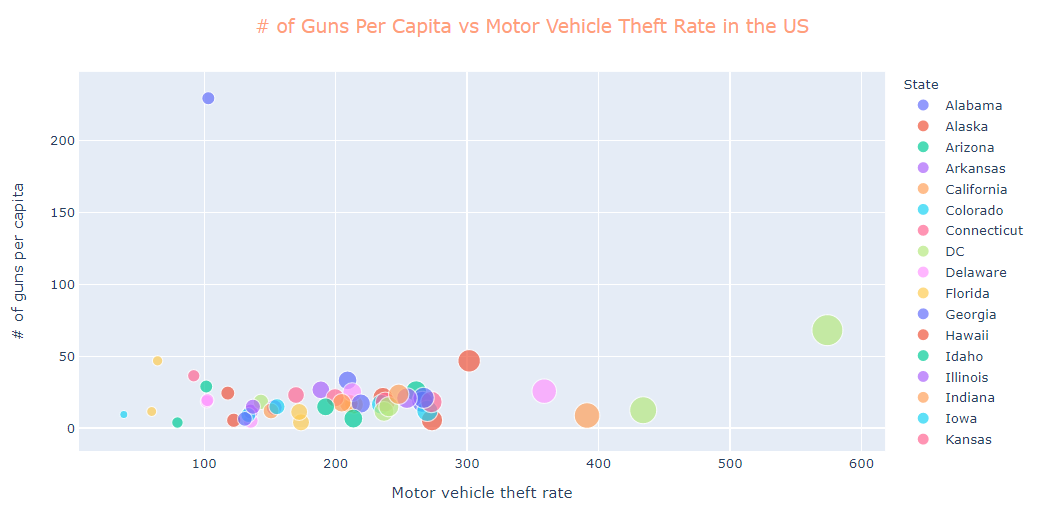 # of Guns Per Capita vs Motor Vehicle Theft Rate in the US
State
Alabama
Alaska
Arizona
Arkansas
California
Colorado
Connecticut
DC
Delaware
Florida
Georgia
Hawaii
Idaho
Illinois
Indiana
Iowa
Kansas
# of guns per capita
200
150
100
50
0
100 200 300 400 500 600
Motor vehicle theft rate